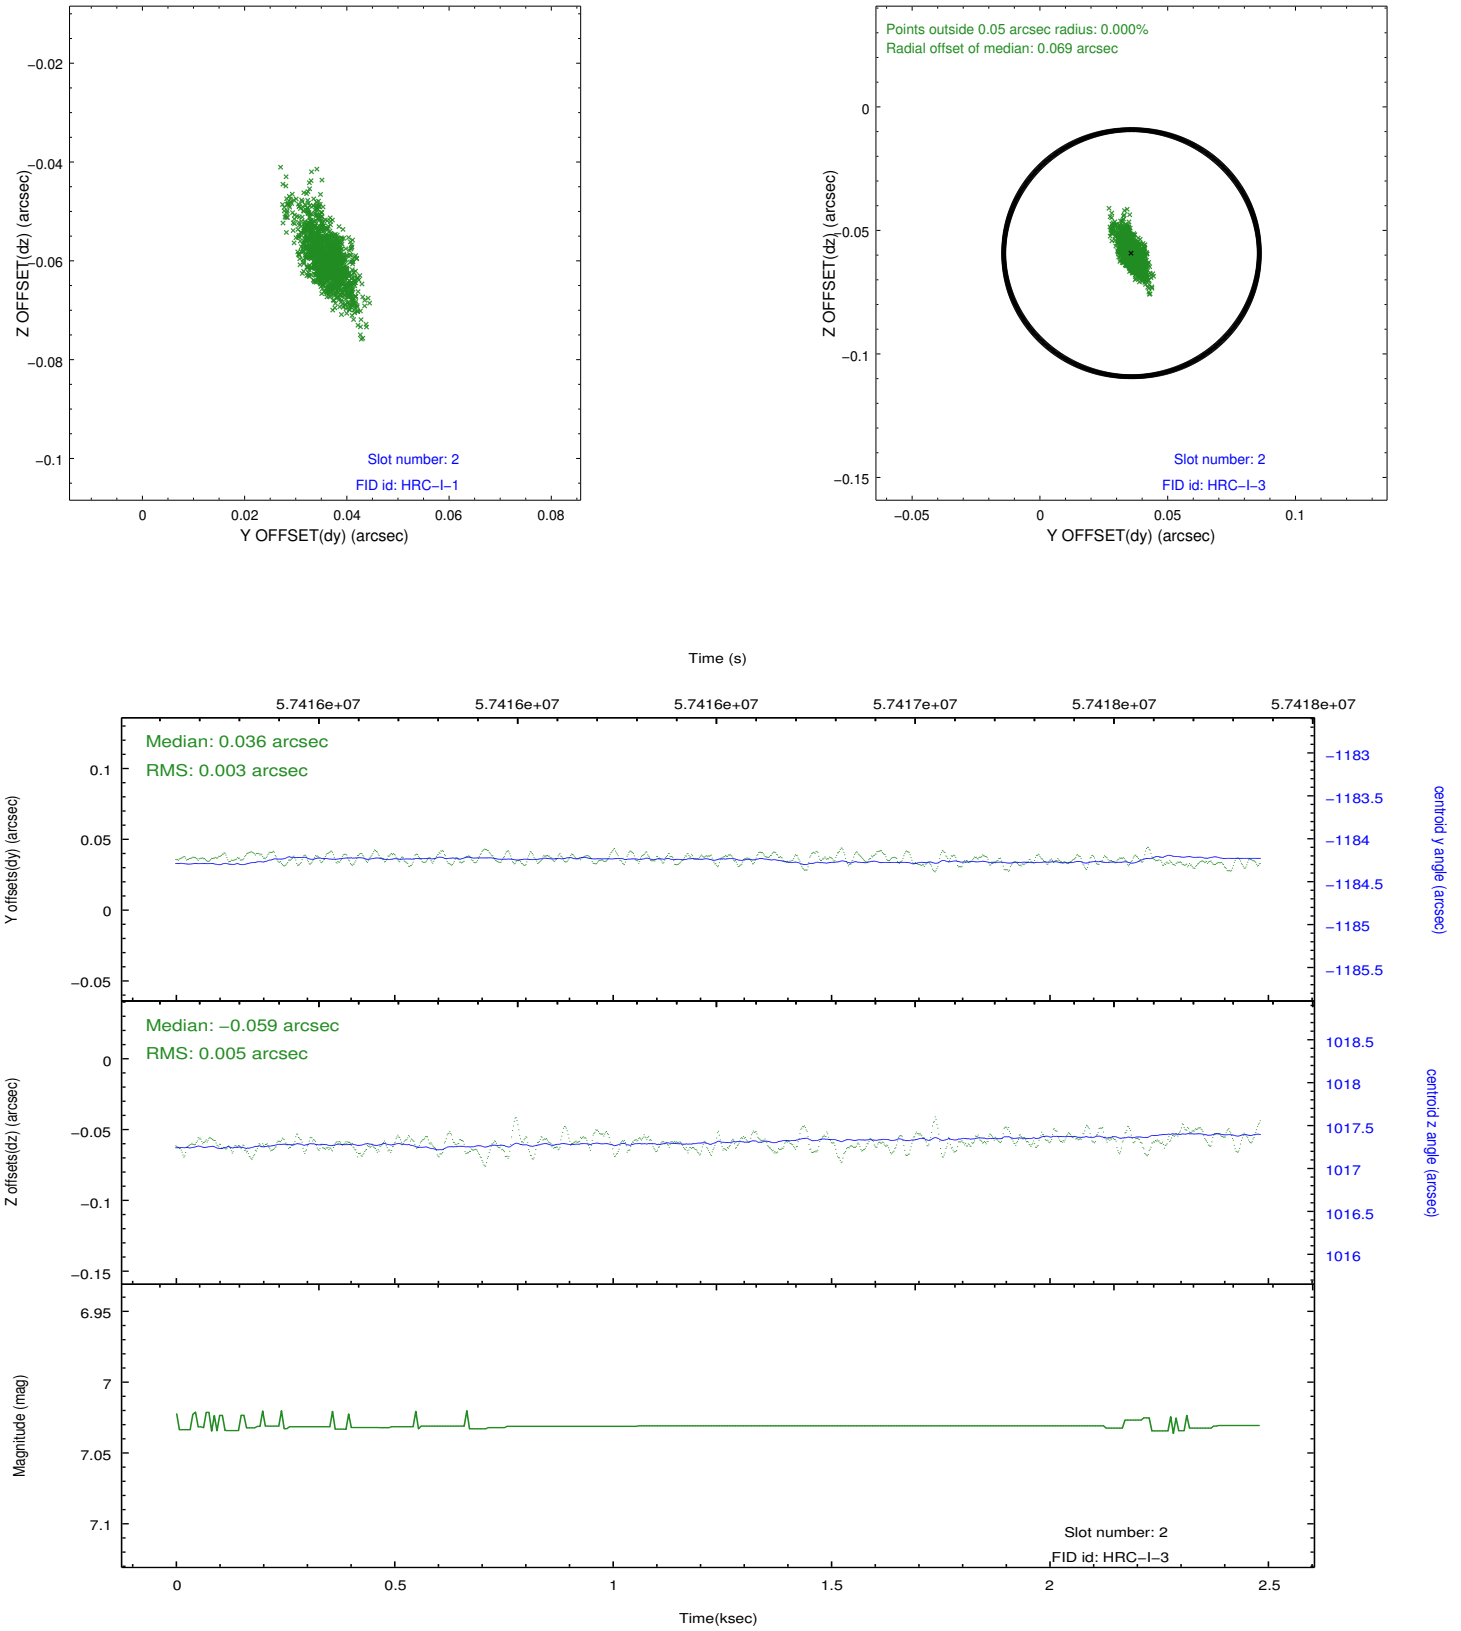 −0.02
−0.04
−0.06
−0.08
−0.1
Z OFFSET(dz) (arcsec)
Slot number: 2
FID id: HRC−I−1
0
0.02
0.04
0.06
0.08
Y OFFSET(dy) (arcsec)
Points outside 0.05 arcsec radius: 0.000%
Radial offset of median: 0.069 arcsec
0
−0.05
−0.1
−0.15
Z OFFSET(dz) (arcsec)
Slot number: 2
FID id: HRC−I−3
−0.05
0
0.05
0.1
Y OFFSET(dy) (arcsec)
Time (s)
5.7416e+07
5.7416e+07
5.7416e+07
5.7417e+07
5.7418e+07
5.7418e+07
Median: 0.036 arcsec
RMS: 0.003 arcsec
0.1
0.05
0
−0.05
Y offsets(dy) (arcsec)
−1183
−1183.5
−1184
−1184.5
−1185
−1185.5
centroid y angle (arcsec)
Median: −0.059 arcsec
RMS: 0.005 arcsec
0
−0.05
−0.1
−0.15
Z offsets(dz) (arcsec)
1018.5
1018
1017.5
1017
1016.5
1016
centroid z angle (arcsec)
6.95
7
7.05
7.1
Magnitude (mag)
Slot number: 2
FID id: HRC−I−3
0
0.5
1
1.5
2
2.5
Time(ksec)